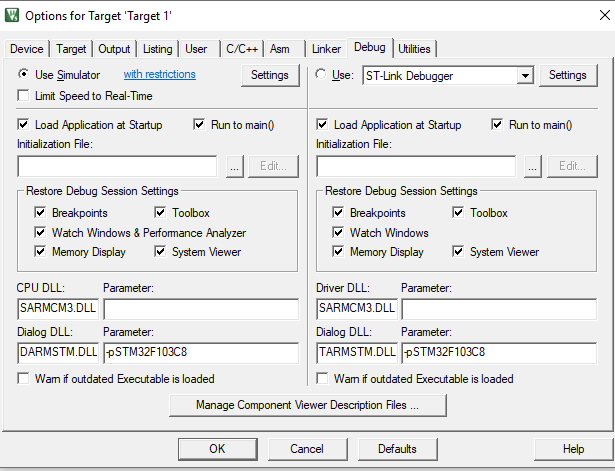 Options for Target 'Target 1'
Device Target Output Listing User C/C++ Asm Linker Debug Utilities
Use Simulator with restrictions Settings Use: ST-Link Debugger Settings
Limit Speed to Real-Time
Load Application at Startup Run to main() Load Application at Startup Run to main()
Initialization File: Initialization File:
... Edit... ... Edit...
Restore Debug Session Settings Restore Debug Session Settings
Breakpoints Toolbox Breakpoints Toolbox
Watch Windows & Performance Analyzer Watch Windows
Memory Display System Viewer Memory Display System Viewer
CPU DLL: Parameter: Driver DLL: Parameter:
SARMCM3.DLL SARMCM3.DLL
Dialog DLL: Parameter: Dialog DLL: Parameter:
DARMSTM.DLL -pSTM32F103C8 TARMSTM.DLL -pSTM32F103C8
Warn if outdated Executable is loaded Warn if outdated Executable is loaded
Manage Component Viewer Description Files ...
OK Cancel Defaults Help